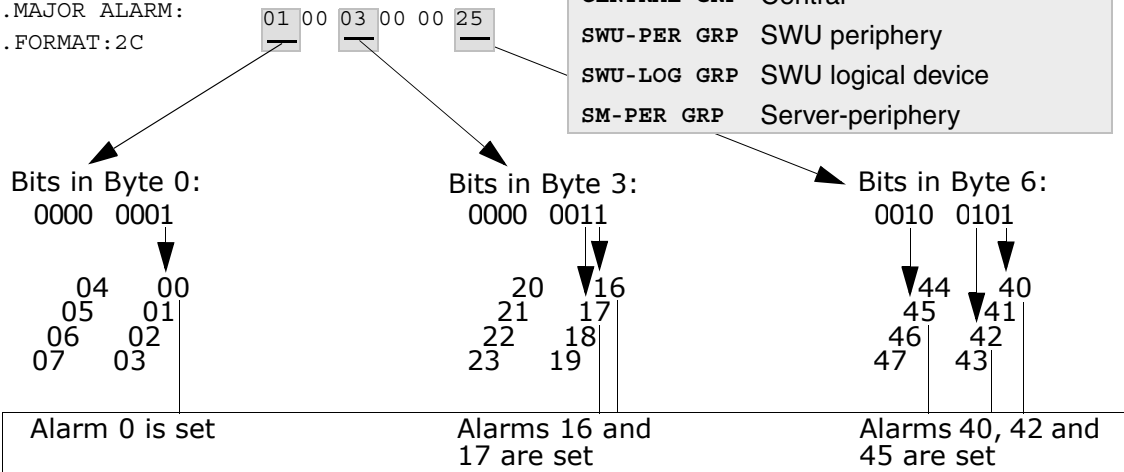 .MAJOR ALARM: 01 00 03 00 00 25
.FORMAT:2C
SWU-PER GRP SWU periphery
SWU-LOG GRP SWU logical device
SM-PER GRP Server-periphery
Bits in Byte 0:
0000 0001
04 00
05 01
06 02
07 03
Alarm 0 is set
Bits in Byte 3:
0000 0011
20 16
21 17
22 18
23 19
Alarms 16 and
17 are set
Bits in Byte 6:
0010 0101
44 40
45 41
46 42
47 43
Alarms 40, 42 and
45 are set